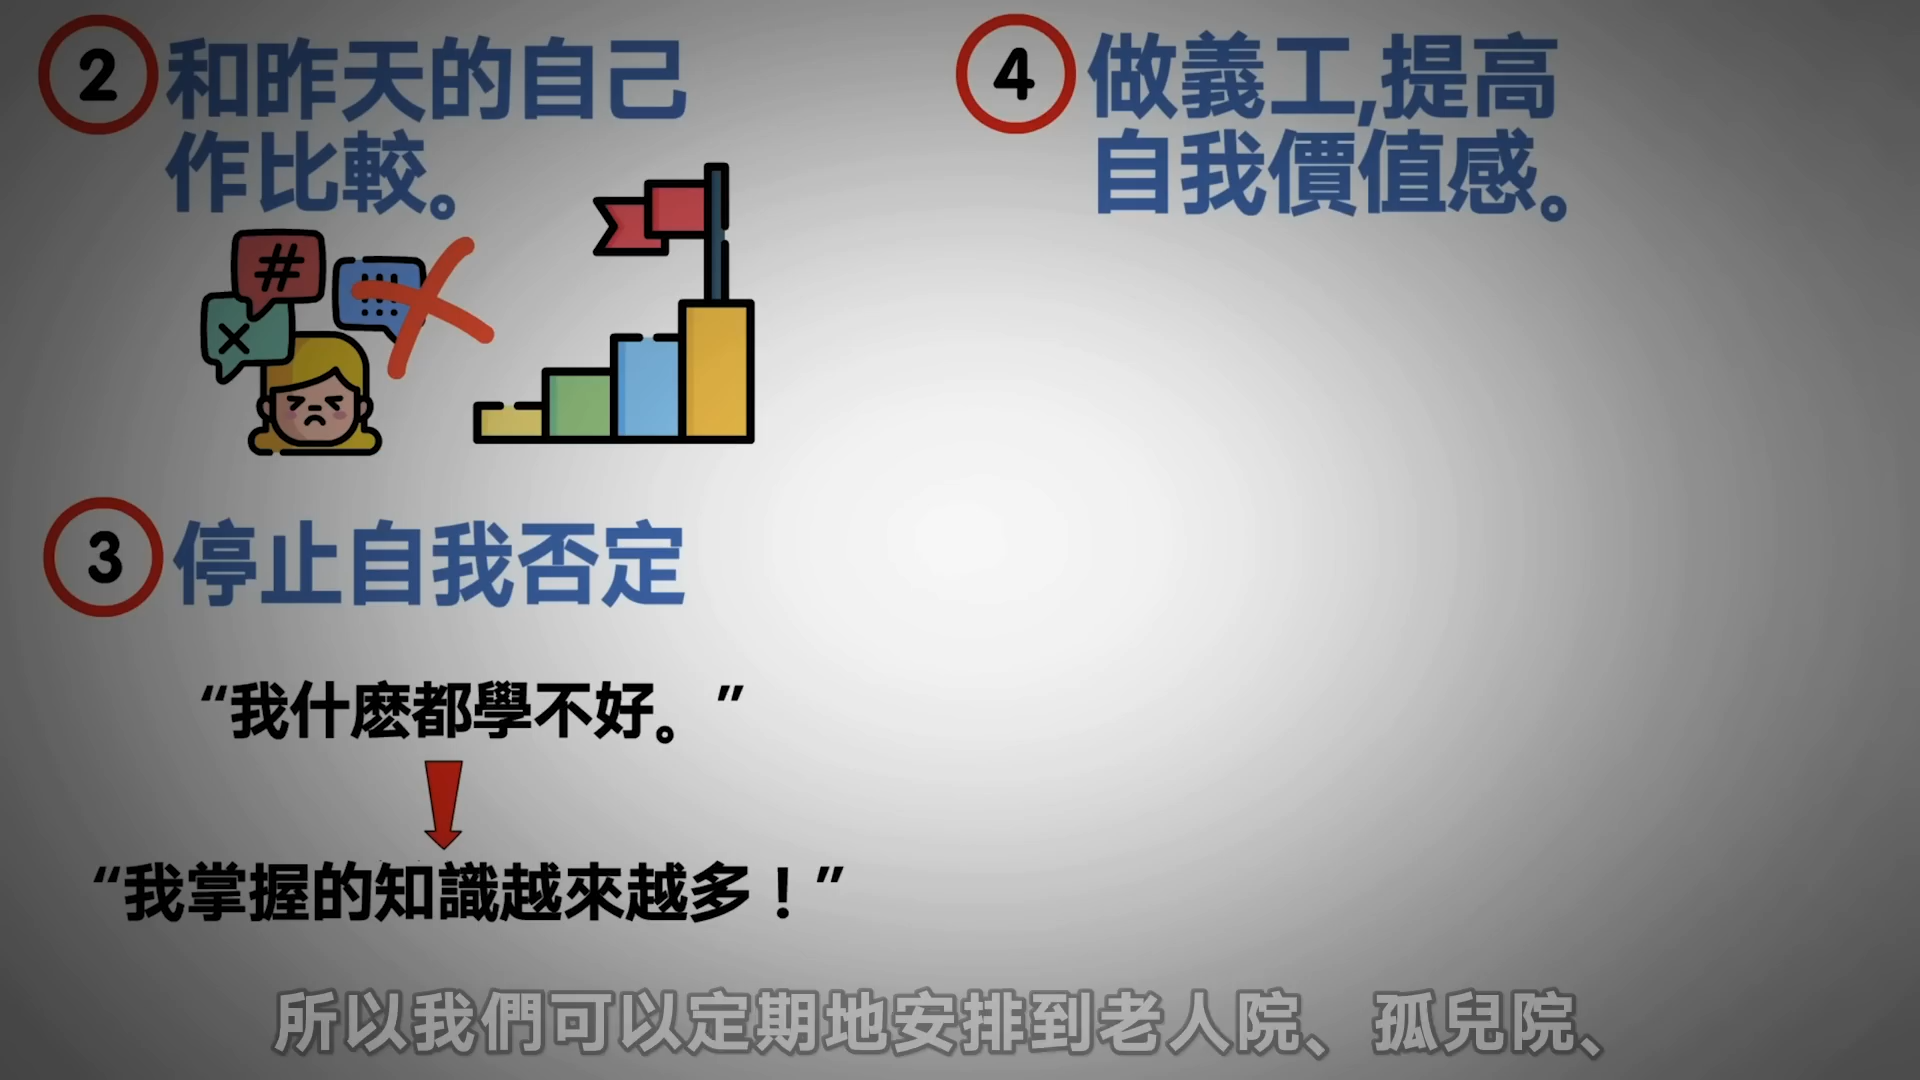 2
和昨天的自己
作比較。
#
3
停止自我否定
“我什麽都學不好。”
“我掌握的知識越來越多！”
4
做義工,提高
自我價值感。
所以我們可以定期地安排到老人院、孤兒院、